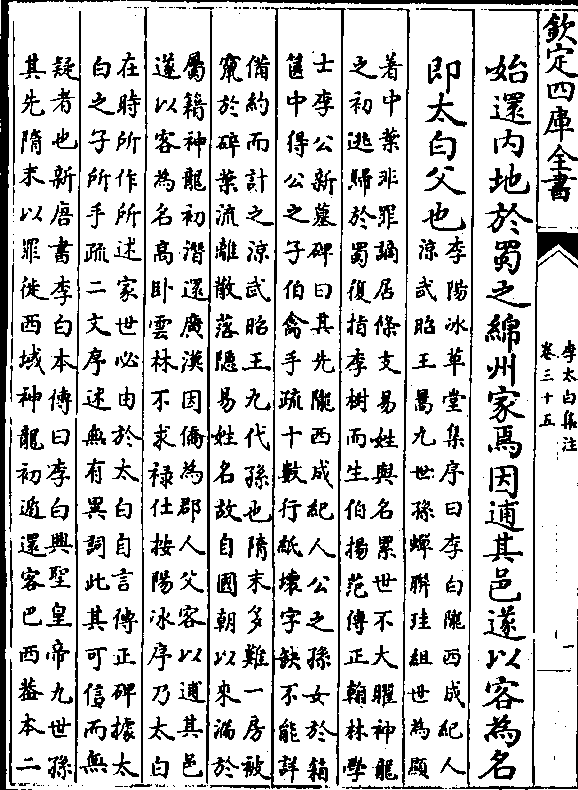 欽定四庫全書
李太白集注
卷三十五
始還内地於蜀之綿州家焉因逋其邑遂以客為名
即太白父也
李陽冰草堂集序曰李白隴西成紀人
涼武昭王暠九世孫蟬聯珪組世為顯
著中葉非罪謫居條支易姓與名累世不大曜神龍
之初逃歸於蜀復指李樹而生伯揚范傳正翰林學
士李公新墓碑曰其先隴西成紀人公之孫女於箱
篋中得公之子伯禽手疏十數行紙壞字缺不能詳
備約而計之涼武昭王九代孫也隋末多難一房被
竄於碎葉流離散落隱易姓名故自國朝以來漏於
屬籍神龍初潛還廣漢因僑為郡人父客以逋其邑
遂以客為名高卧雲林不求禄仕按陽冰序乃太白
在時所作所述家世必由於太白自言傳正碑據太
白之子所手疏二文序述無有異詞此其可信而無
疑者也新唐書李白本傳曰李白興聖皇帝九世孫
其先隋末以罪徙西域神龍初遁還客巴西葢本二